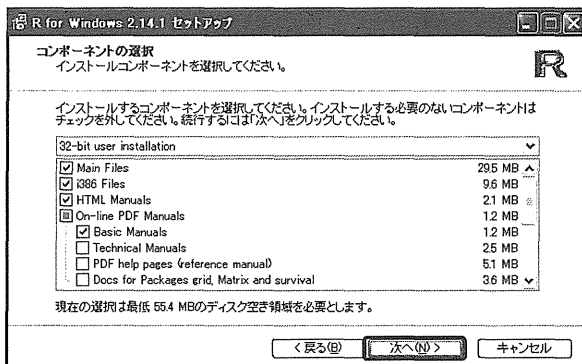 R for Windows 2.14.1 セットアップ
コンポーネントの選択
インストールコンポーネントを選択してください。
R
インストールするコンポーネントを選択してください。インストールする必要のないコンポーネントは
チェックを外してください。続行するには「次へ」をクリックしてください。
32-bit user installation
Main Files 29.5 MB
i386 Files 9.6 MB
HTML Manuals 2.1 MB
On-line PDF Manuals 1.2 MB
Basic Manuals 1.2 MB
Technical Manuals 2.5 MB
PDF help pages (reference manual) 5.1 MB
Docs for Packages grid, Matrix and survival 3.6 MB
現在の選択は最低 55.4 MBのディスク空き領域を必要とします。
< 戻る(B) 次へ(N) > キャンセル